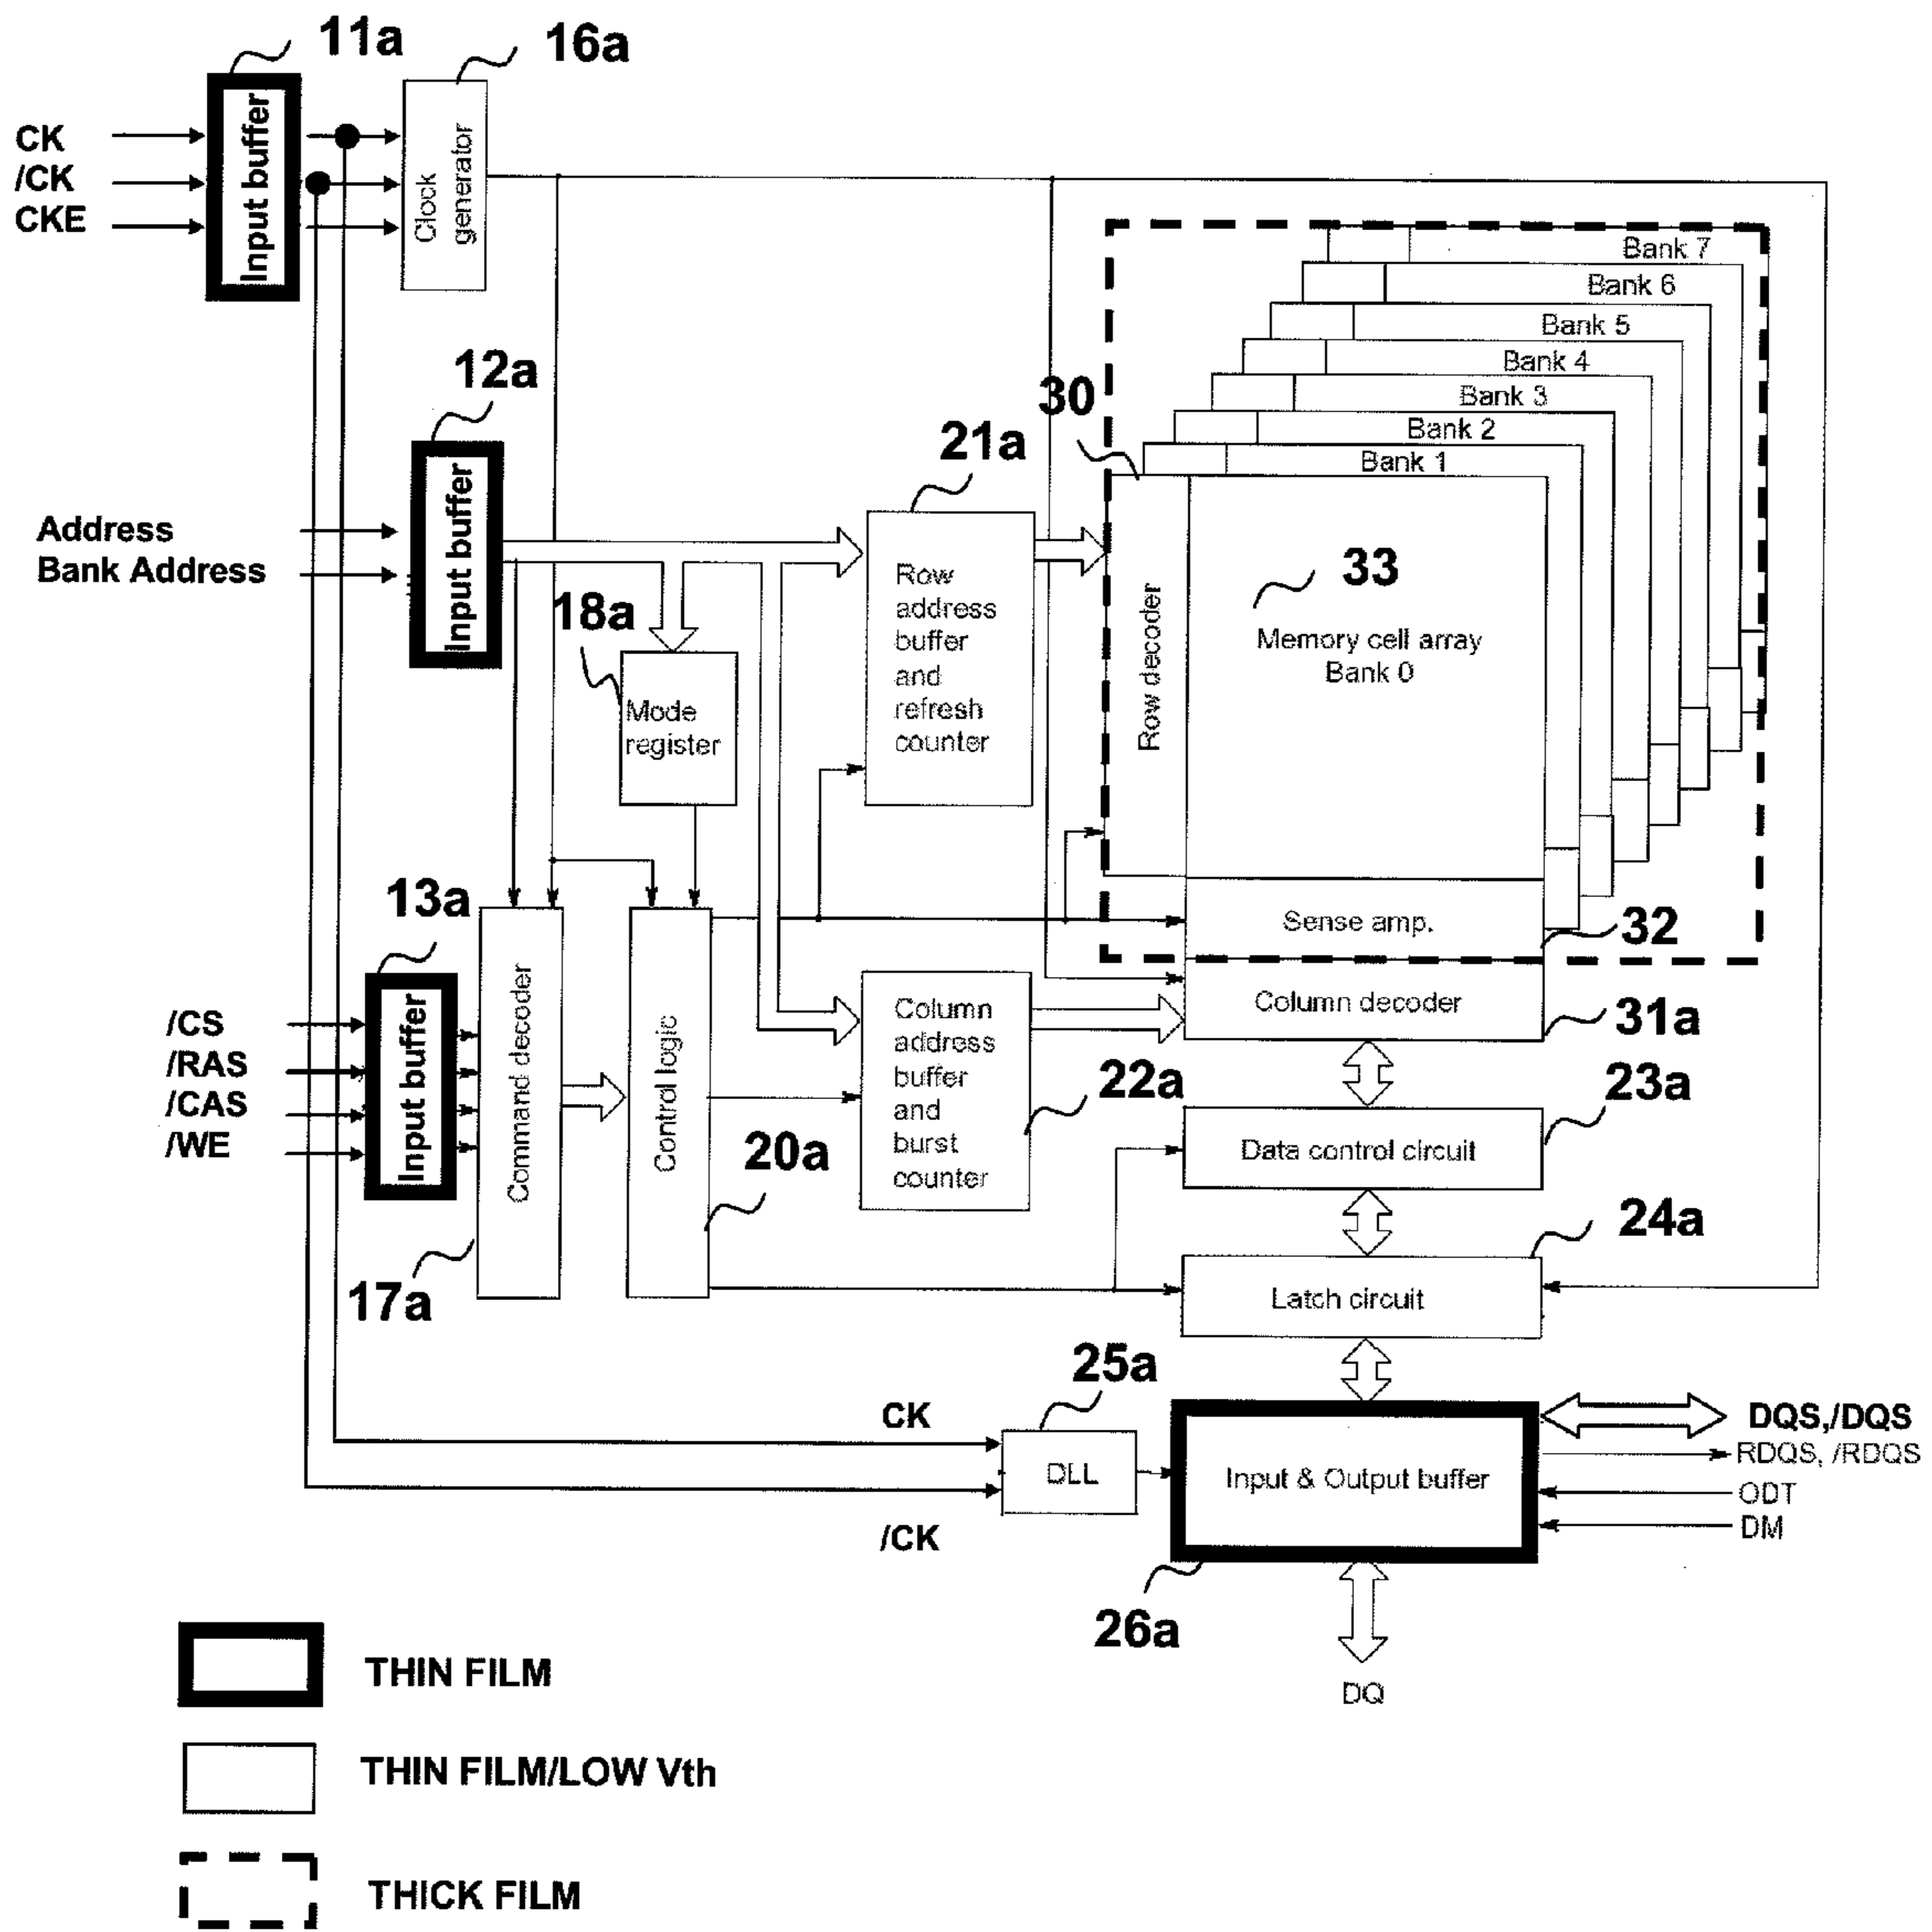 11a
16a
CK
/CK
CKE
Input buffer
Clock
generator
Bank 7
Bank 6
Bank 5
Bank 4
Bank 3
Bank 2
Bank 1
12a
30
21a
Address
Bank Address
Input buffer
18a
Mode
register
Row
address
buffer
and
refresh
counter
Row decoder
33
Memory cell array
Bank 0
13a
Sense amp.
32
/CS
/RAS
/CAS
/WE
Input buffer
Command decoder
Control logic
Column
address
buffer
and
burst
counter
Column decoder
31a
22a
23a
20a
Data control circuit
24a
17a
Latch circuit
25a
CK
DLL
/CK
Input & Output buffer
DQS,/DQS
RDQS, /RDQS
ODT
DM
26a
DQ
THIN FILM
THIN FILM/LOW Vth
THICK FILM